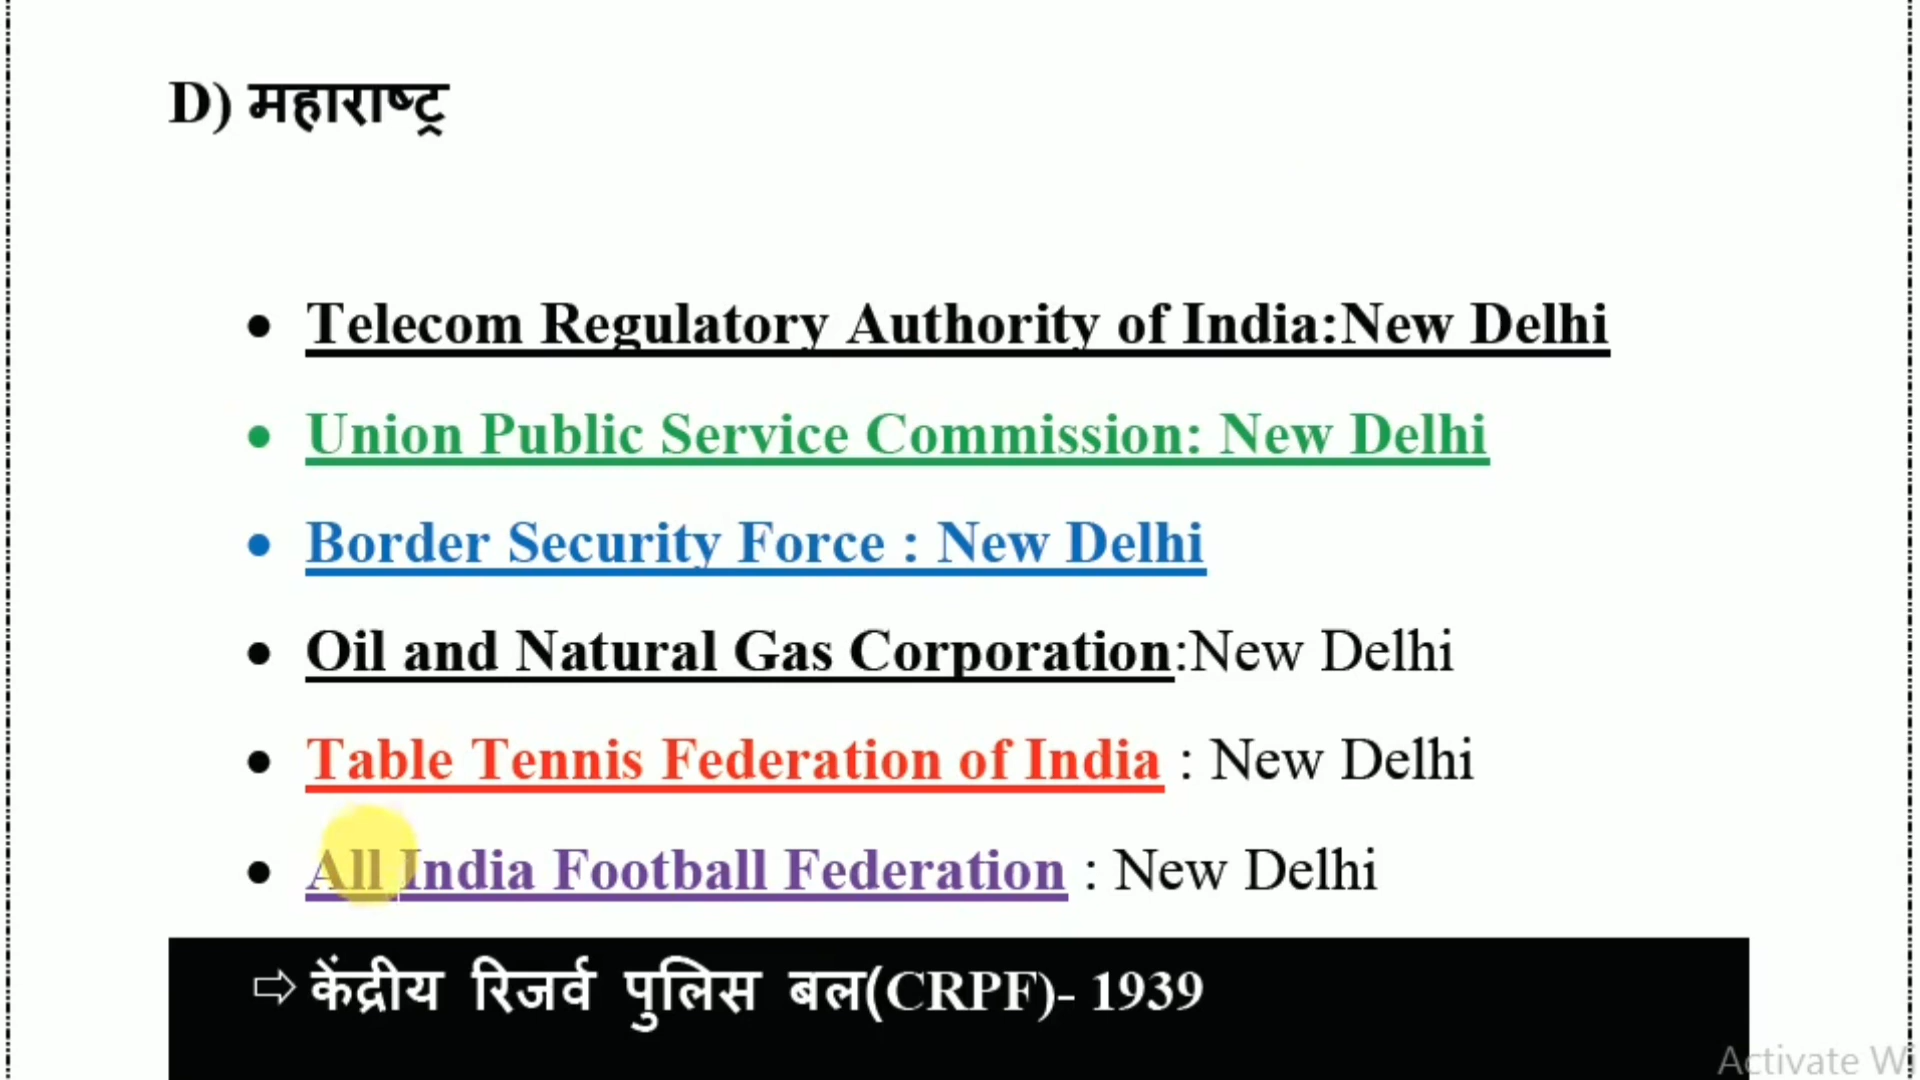 D) महाराष्ट्र
• Telecom Regulatory Authority of India:New Delhi
• Union Public Service Commission: New Delhi
• Border Security Force : New Delhi
• Oil and Natural Gas Corporation:New Delhi
• Table Tennis Federation of India : New Delhi
• All India Football Federation : New Delhi
⇨ केंद्रीय रिजर्व पुलिस बल(CRPF)- 1939
Activate Wi